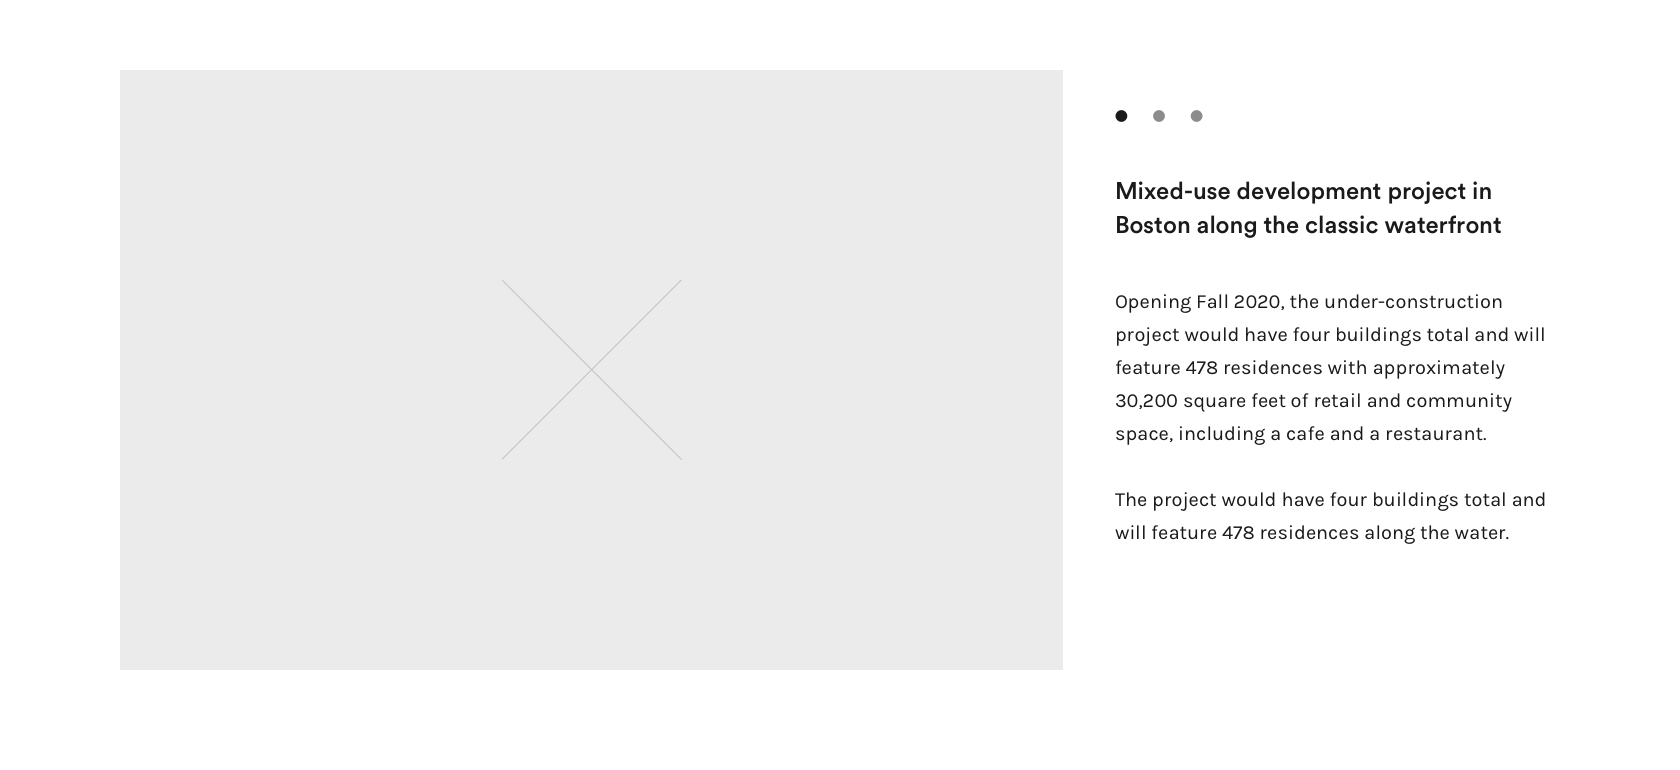 Mixed-use development project in
Boston along the classic waterfront
Opening Fall 2020, the under-construction
project would have four buildings total and will
feature 478 residences with approximately
30,200 square feet of retail and community
space, including a cafe and a restaurant.
The project would have four buildings total and
will feature 478 residences along the water.